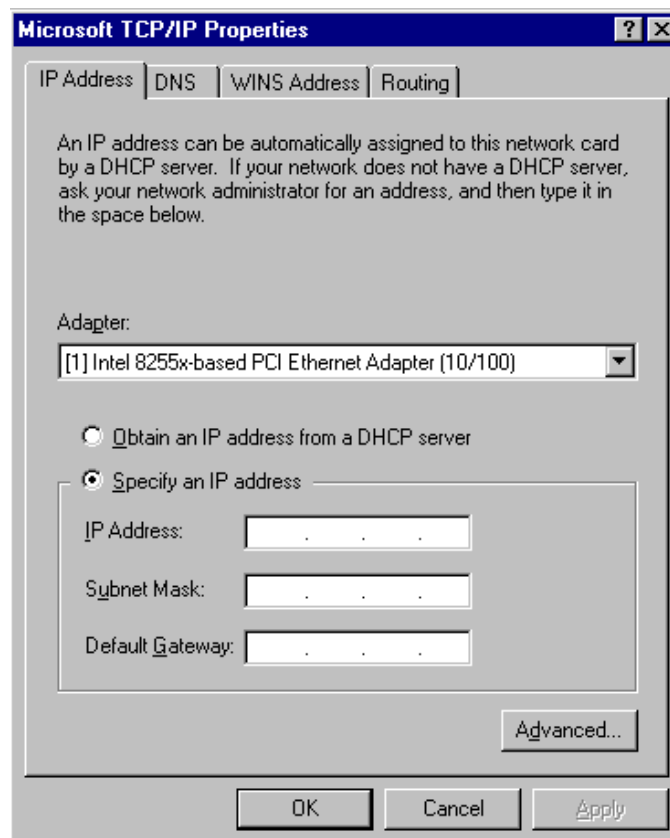 Microsoft TCP/IP Properties
IP Address DNS WINS Address Routing
An IP address can be automatically assigned to this network card
by a DHCP server. If your network does not have a DHCP server,
ask your network administrator for an address, and then type it in
the space below.
Adapter:
[1] Intel 8255x-based PCI Ethernet Adapter (10/100)
Obtain an IP address from a DHCP server
Specify an IP address
IP Address: . . .
Subnet Mask: . . .
Default Gateway: . . .
Advanced...
OK Cancel Apply